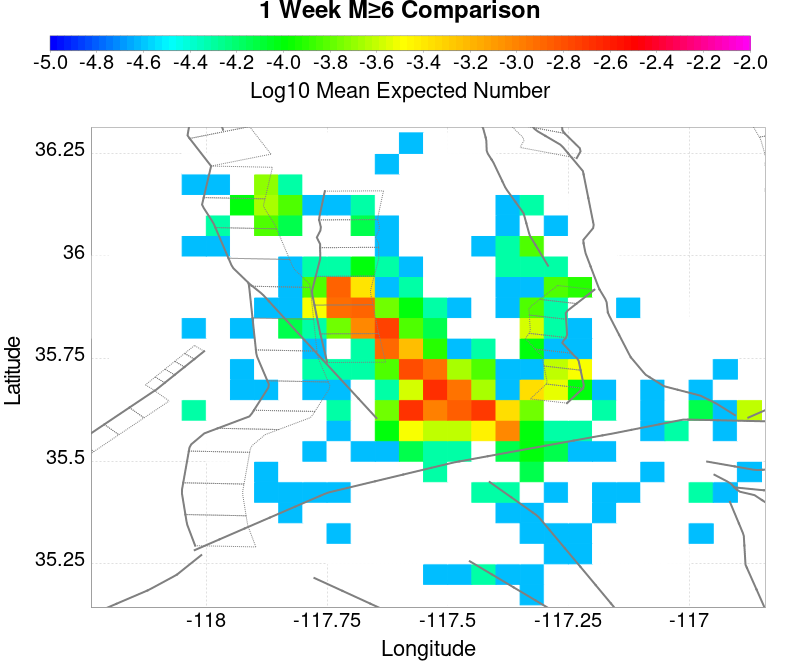 1 Week M≥6 Comparison
-5.0 -4.8 -4.6 -4.4 -4.2 -4.0 -3.8 -3.6 -3.4 -3.2 -3.0 -2.8 -2.6 -2.4 -2.2 -2.0
Log10 Mean Expected Number
36.25
36
35.75
35.5
35.25
Latitude
-118 -117.75 -117.5 -117.25 -117
Longitude